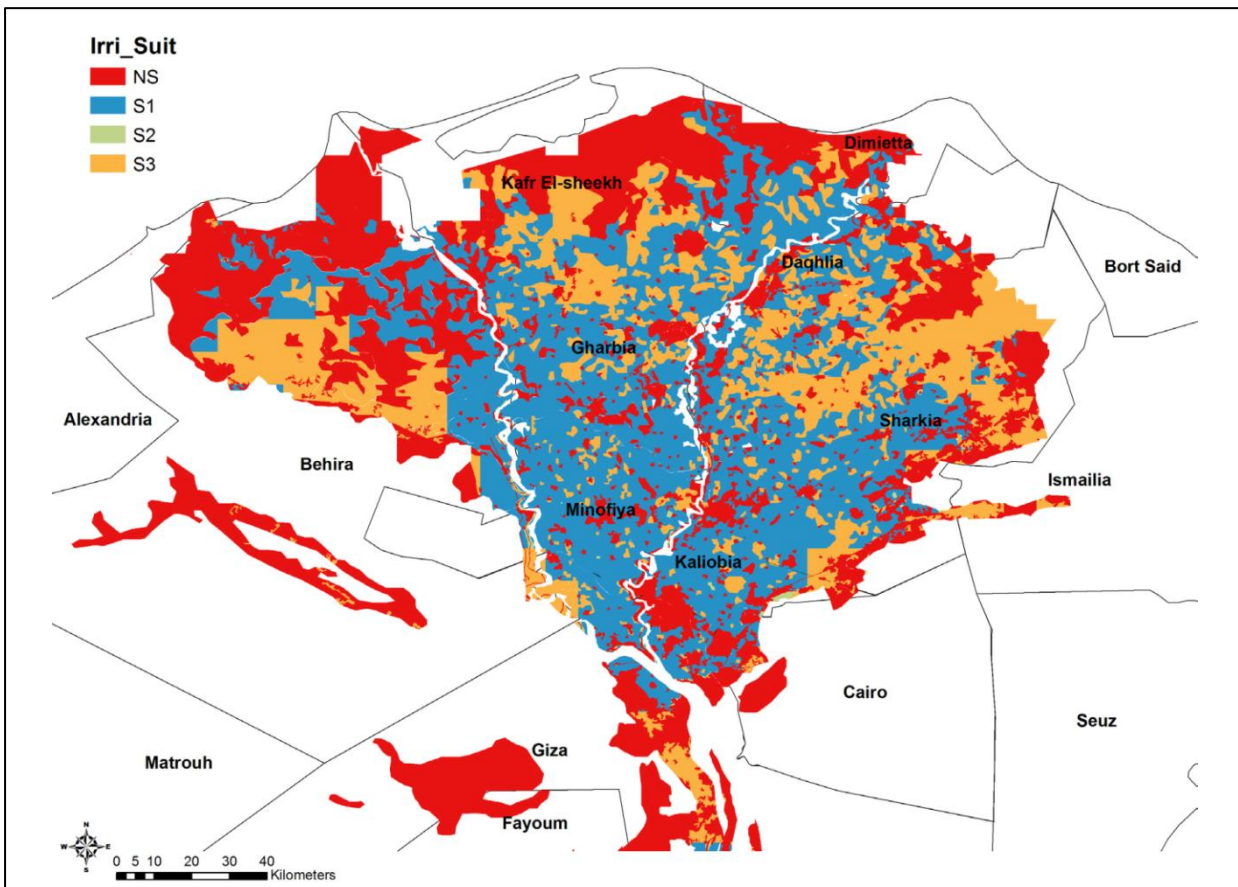 Irri_Suit
NS
S1
S2
S3
Dimietta
Kafr El-sheekh
Daqhlia
Bort Said
Gharbia
Alexandria
Sharkia
Behira
Ismailia
Minofiya
Kaliobia
Cairo
Seuz
Giza
Matrouh
Fayoum
N
W E
S
0 5 10 20 30 40
Kilometers